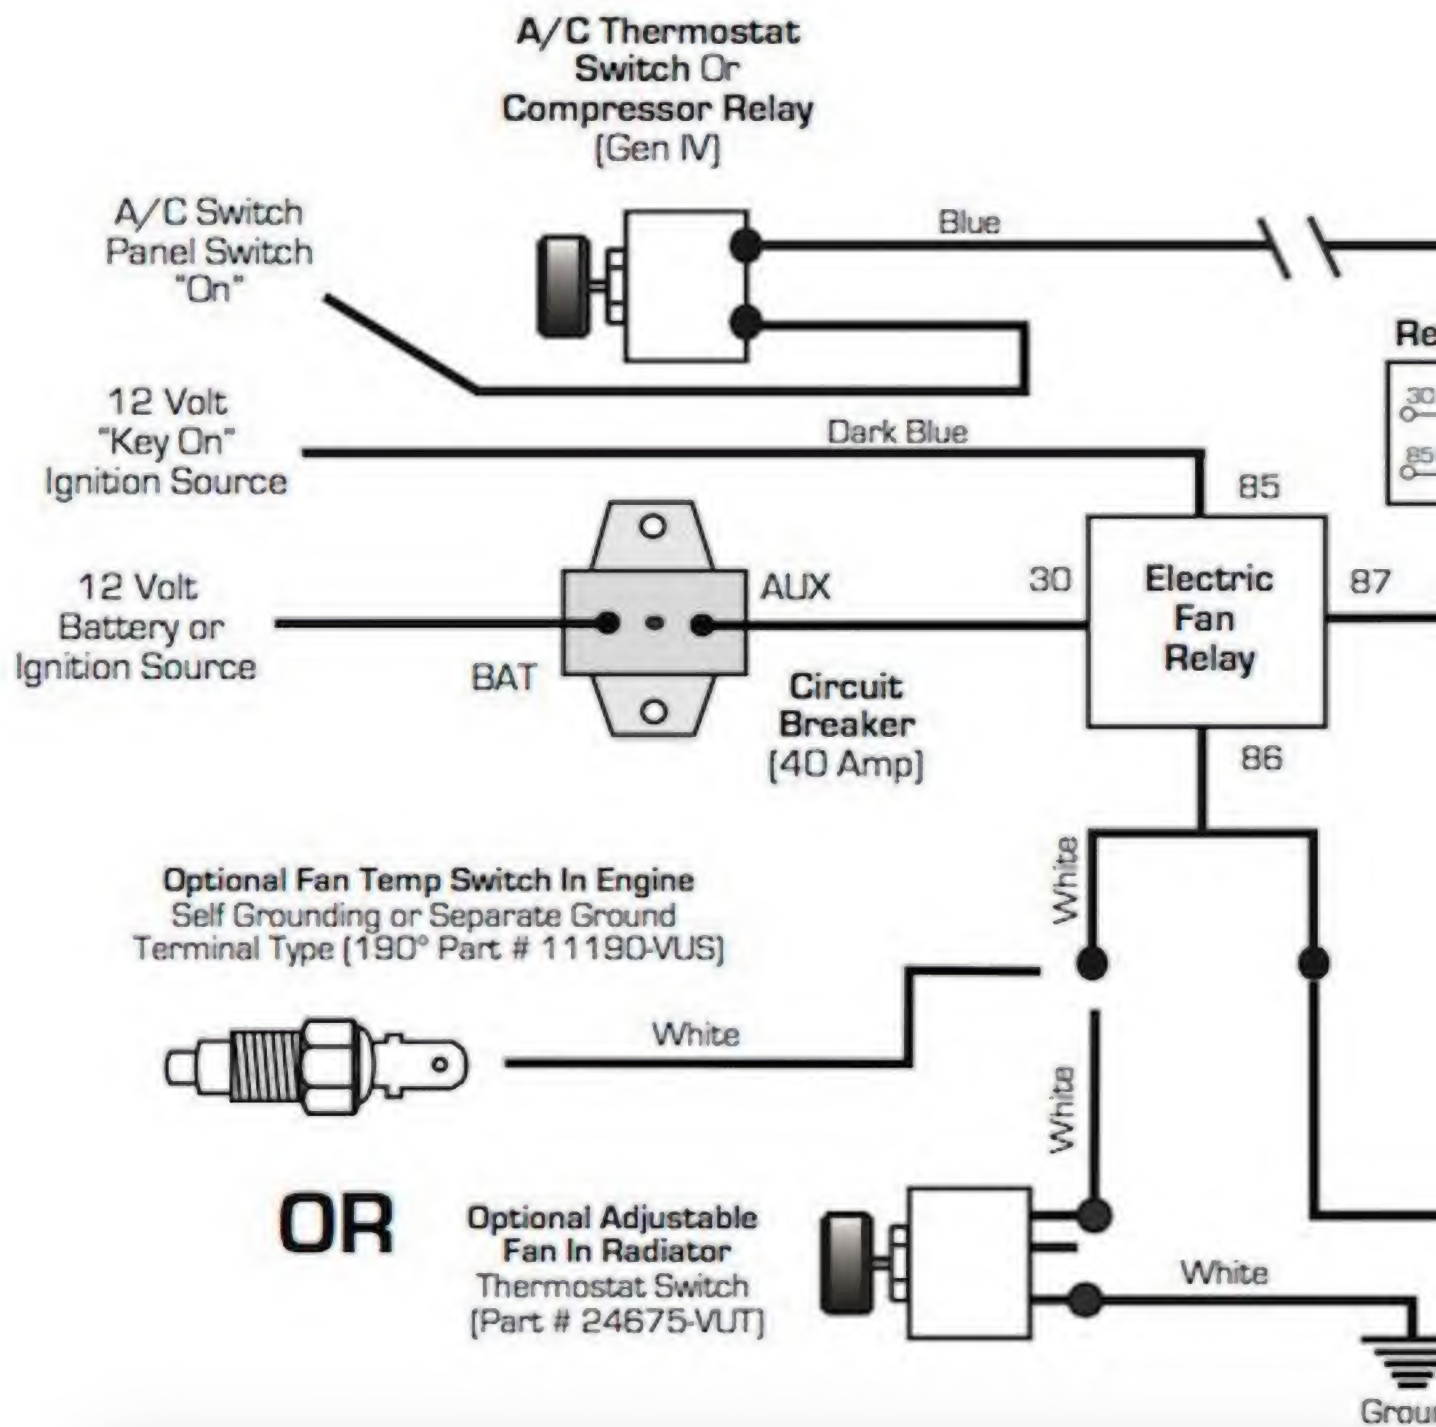 A/C Thermostat
Switch Or
Compressor Relay
(Gen IV)
A/C Switch
Panel Switch
"On"
Blue
12 Volt
"Key On"
Ignition Source
Dark Blue
85
30
85
12 Volt
Battery or
Ignition Source
BAT
AUX
Circuit
Breaker
(40 Amp)
30
Electric
Fan
Relay
87
86
Optional Fan Temp Switch In Engine
Self Grounding or Separate Ground
Terminal Type (190° Part # 11190-VUS)
White
White
White
OR
Optional Adjustable
Fan In Radiator
Thermostat Switch
(Part # 24675-VUT)
White